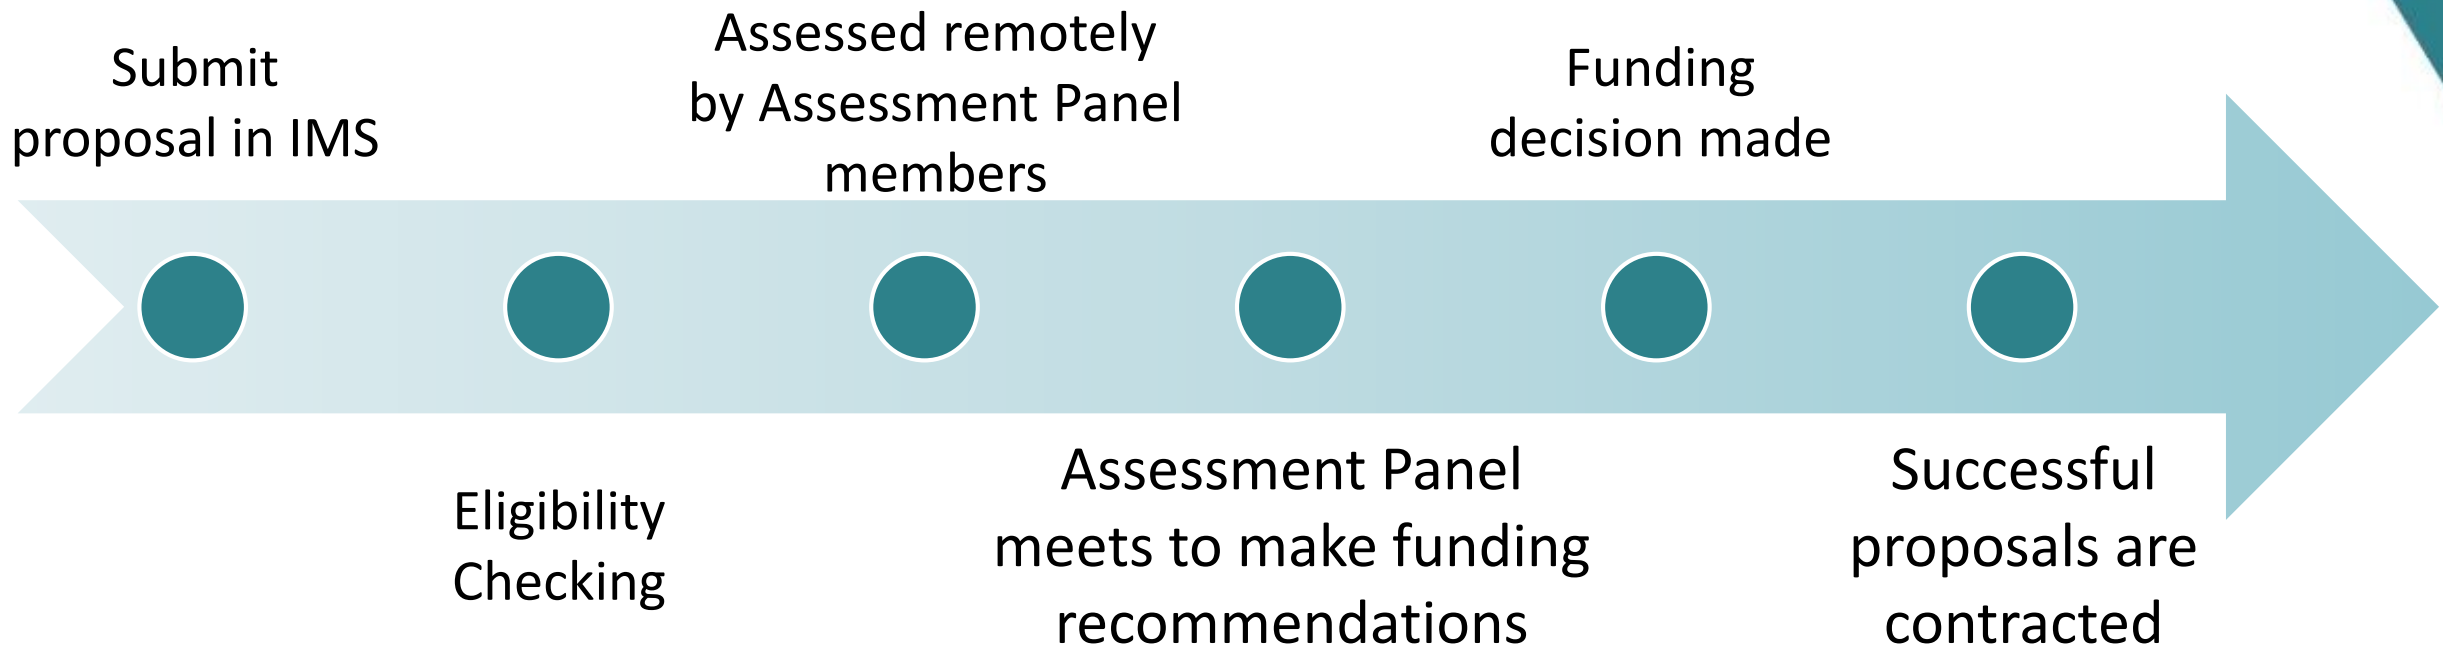 Submit
proposal in IMS
Eligibility
Checking
Assessed remotely
by Assessment Panel
members
Assessment Panel
meets to make funding
recommendations
Funding
decision made
Successful
proposals are
contracted